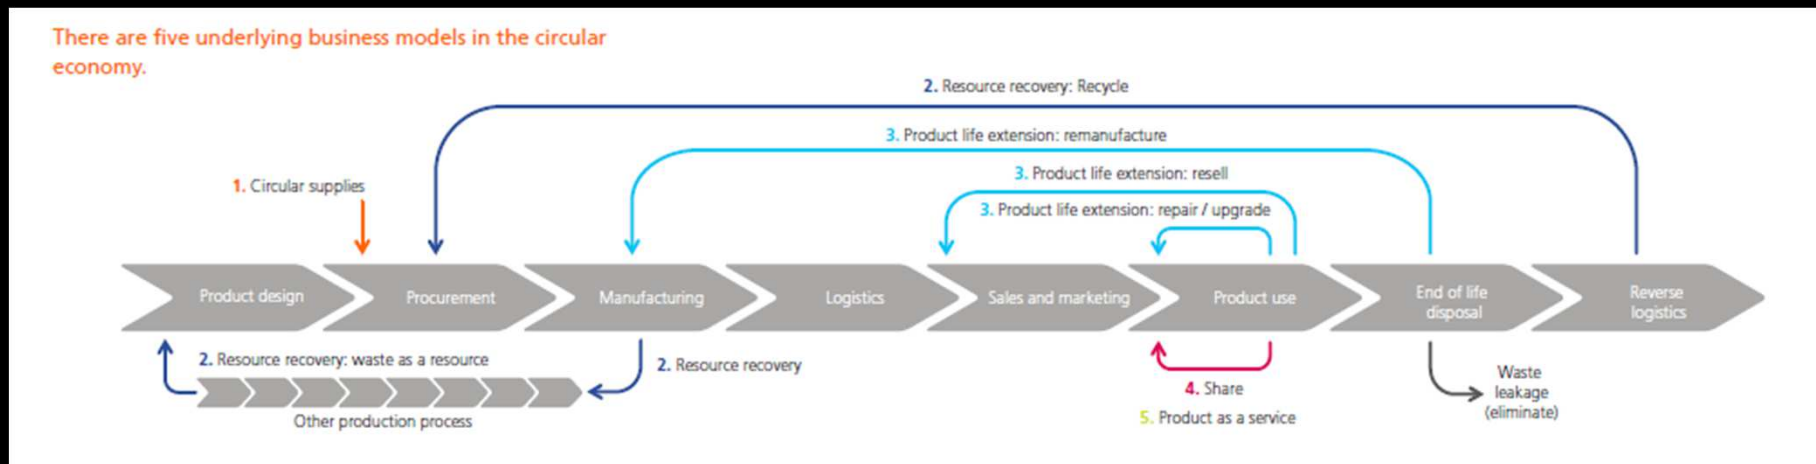 There are five underlying business models in the circular
economy.
2. Resource recovery: Recycle
3. Product life extension: remanufacture
3. Product life extension: resell
1. Circular supplies
3. Product life extension: repair / upgrade
Product design
Procurement
Manufacturing
Logistics
Sales and marketing
Product use
End of life
disposal
Reverse
logistics
2. Resource recovery: waste as a resource
2. Resource recovery
Other production process
4. Share
5. Product as a service
Waste
leakage
(eliminate)